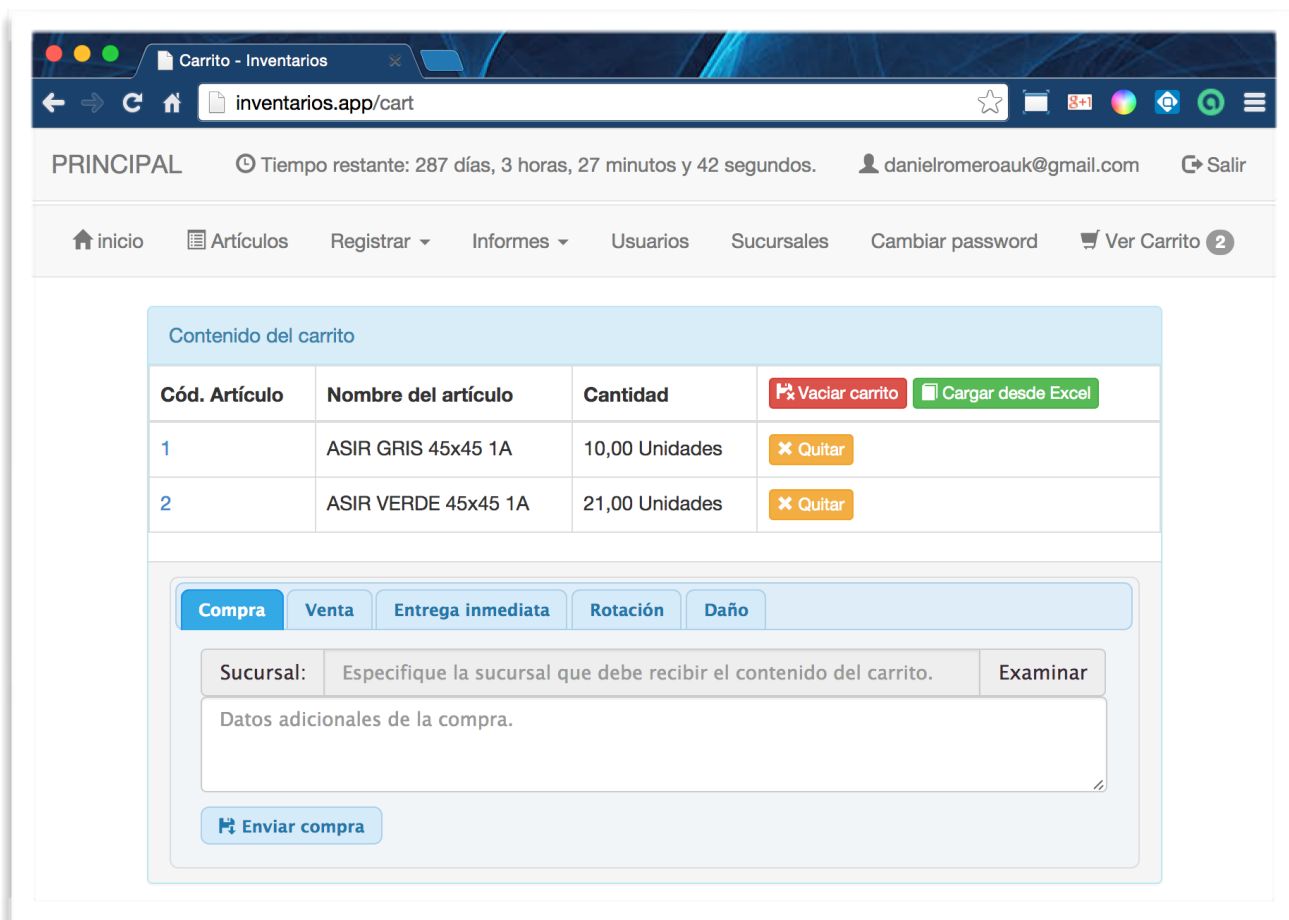 Carrito - Inventarios
inventarios.app/cart
8+1
PRINCIPAL Tiempo restante: 287 días, 3 horas, 27 minutos y 42 segundos. danielromeroauk@gmail.com Salir
inicio Artículos Registrar Informes Usuarios Sucursales Cambiar password Ver Carrito 2
Contenido del carrito
Cód. Artículo Nombre del artículo Cantidad Vaciar carrito Cargar desde Excel
1 ASIR GRIS 45x45 1A 10,00 Unidades Quitar
2 ASIR VERDE 45x45 1A 21,00 Unidades Quitar
Compra Venta Entrega inmediata Rotación Daño
Sucursal: Especifique la sucursal que debe recibir el contenido del carrito. Examinar
Datos adicionales de la compra.
Enviar compra